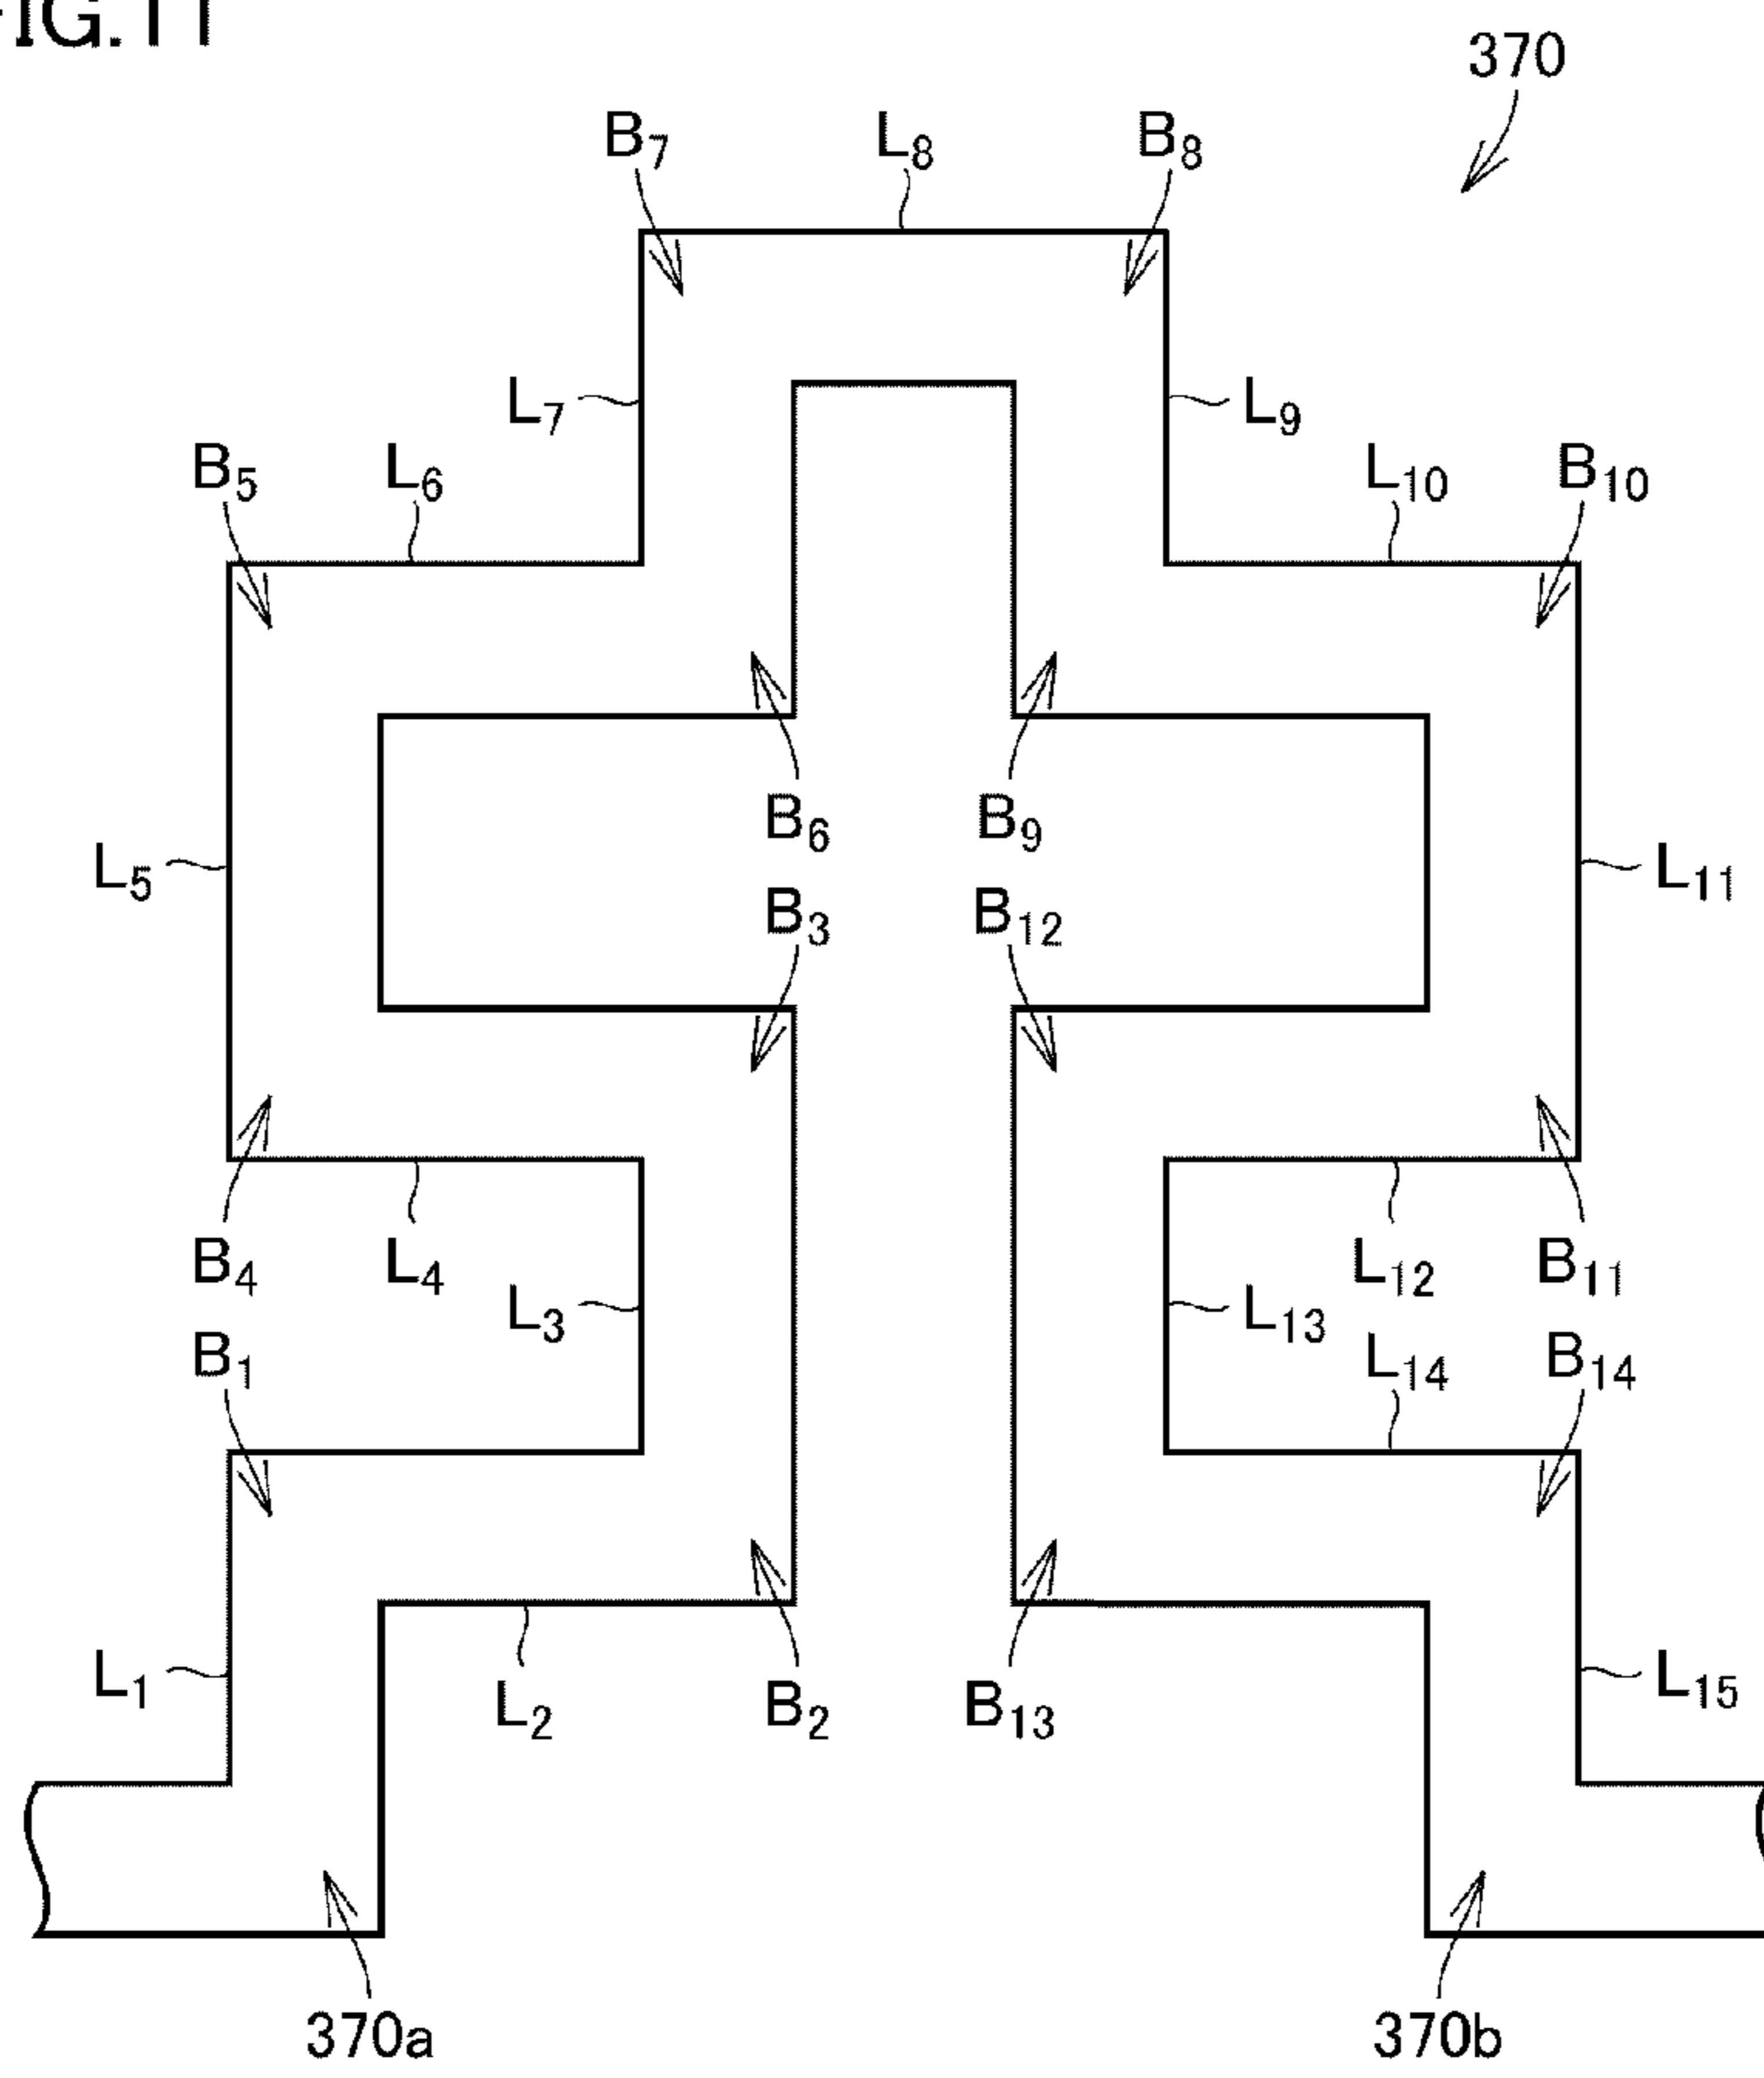 FIG.11
370
B7 L8 B8
L7 L9
B5 L6 L10 B10
B6 B9
L5 L11
B3 B12
B4 L4 L12 B11
L3 L13
B1 L14 B14
L1 L2 B2 B13 L15
370a 370b